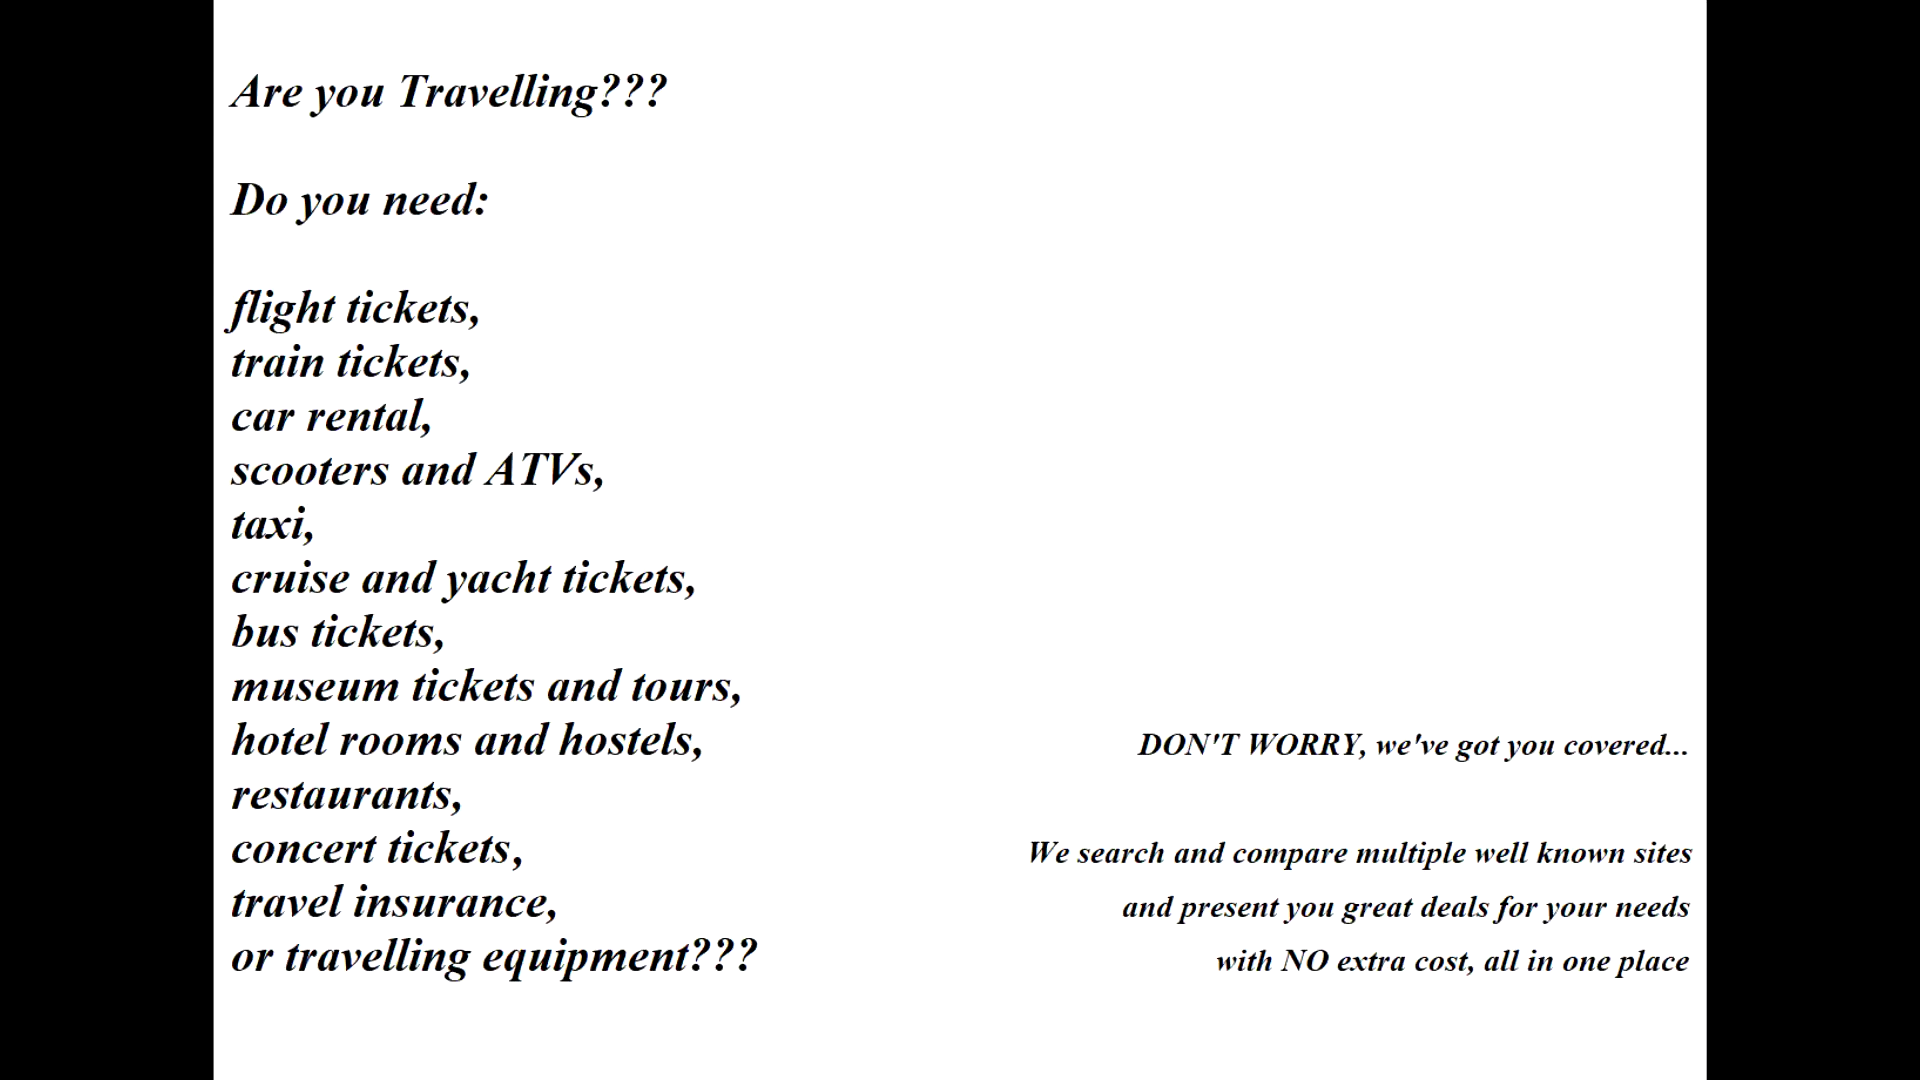 Are you Travelling???
Do you need:
flight tickets,
train tickets,
car rental,
scooters and ATVs,
taxi,
cruise and yacht tickets,
bus tickets,
museum tickets and tours,
hotel rooms and hostels,
restaurants,
concert tickets,
travel insurance,
or travelling equipment???
DON'T WORRY, we've got you covered...
We search and compare multiple well known sites
and present you great deals for your needs
with NO extra cost, all in one place